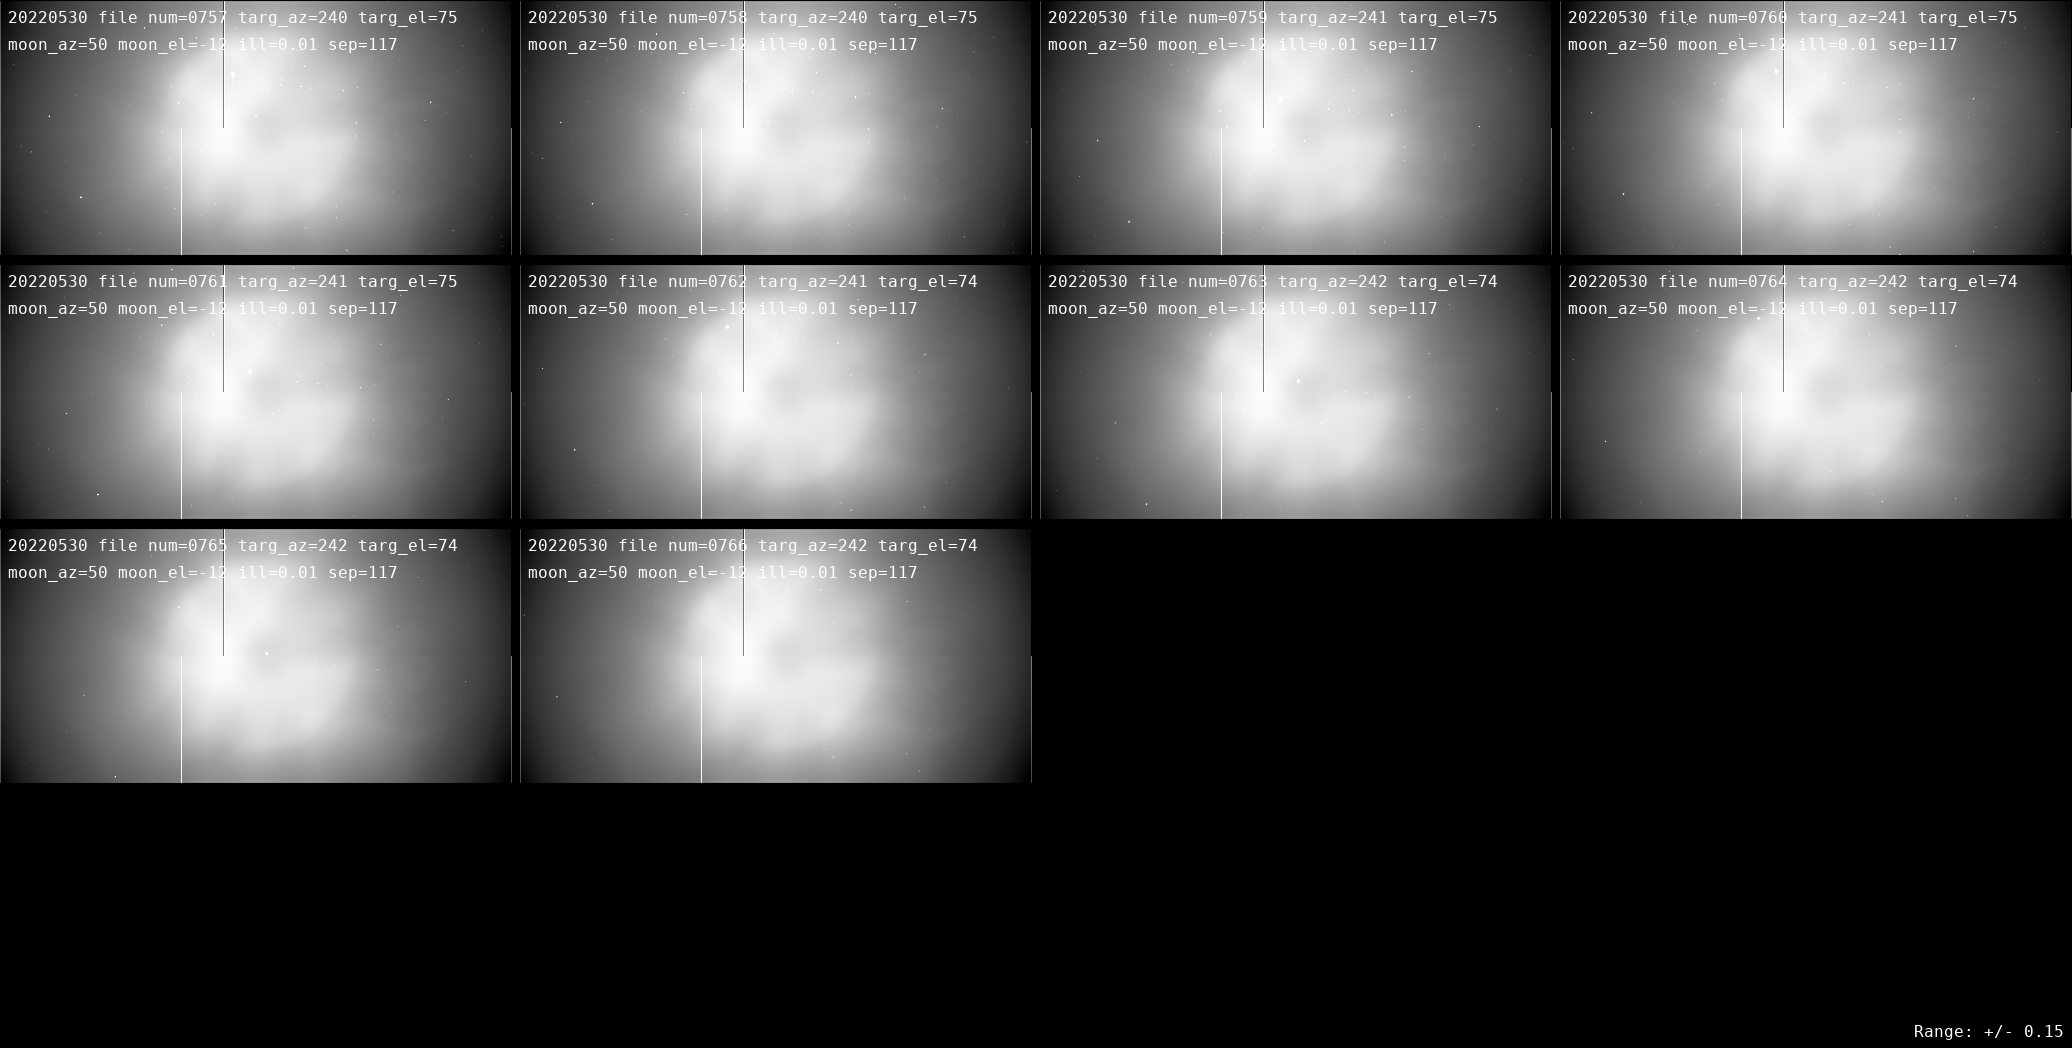 20220530 file num=0757 targ_az=240 targ_el=75
moon_az=50 moon_el=-12 ill=0.01 sep=117
20220530 file num=0758 targ_az=240 targ_el=75
moon_az=50 moon_el=-12 ill=0.01 sep=117
20220530 file num=0759 targ_az=241 targ_el=75
moon_az=50 moon_el=-12 ill=0.01 sep=117
20220530 file num=0760 targ_az=241 targ_el=75
moon_az=50 moon_el=-12 ill=0.01 sep=117
20220530 file num=0761 targ_az=241 targ_el=75
moon_az=50 moon_el=-12 ill=0.01 sep=117
20220530 file num=0762 targ_az=241 targ_el=74
moon_az=50 moon_el=-12 ill=0.01 sep=117
20220530 file num=0763 targ_az=242 targ_el=74
moon_az=50 moon_el=-12 ill=0.01 sep=117
20220530 file num=0764 targ_az=242 targ_el=74
moon_az=50 moon_el=-12 ill=0.01 sep=117
20220530 file num=0765 targ_az=242 targ_el=74
moon_az=50 moon_el=-12 ill=0.01 sep=117
20220530 file num=0766 targ_az=242 targ_el=74
moon_az=50 moon_el=-12 ill=0.01 sep=117
Range: +/- 0.15